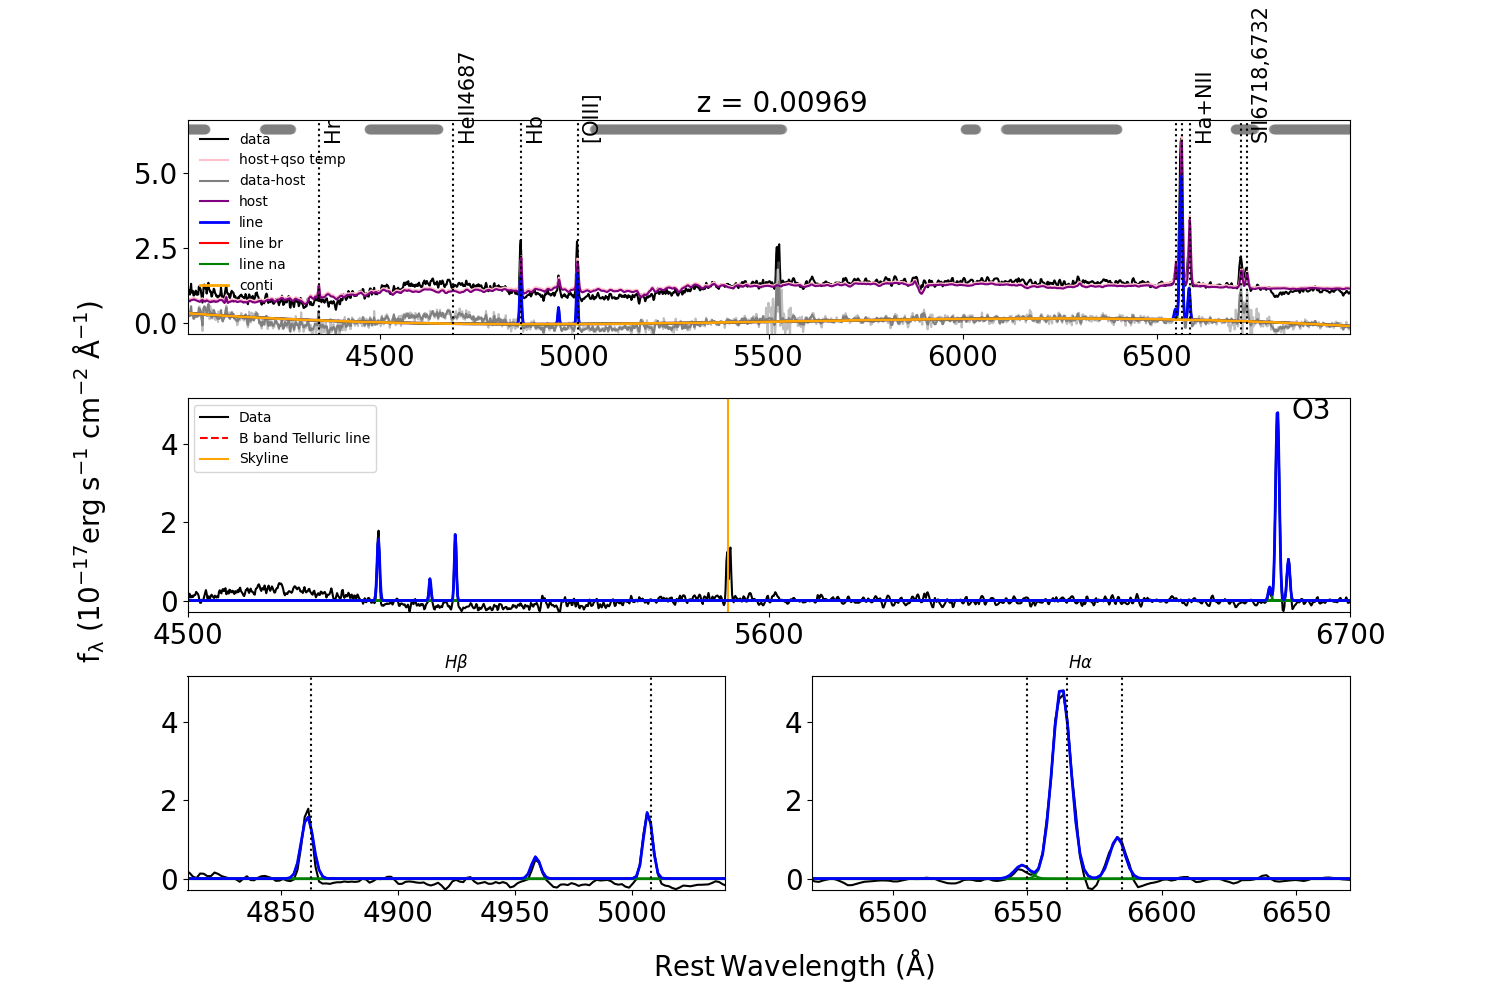 z = 0.00969
Hr
HeII4687
Hb
[OIII]
Ha+NII
SII6718,6732
data
host+qso temp
data-host
host
line
line br
line na
conti
5.0
2.5
0.0
4500
5000
5500
6000
6500
fλ (10⁻¹⁷erg s⁻¹ cm⁻² Å⁻¹)
Data
B band Telluric line
Skyline
O3
4
2
0
4500
5600
6700
Hβ
4
2
0
4850
4900
4950
5000
Hα
4
2
0
6500
6550
6600
6650
Rest Wavelength (Å)